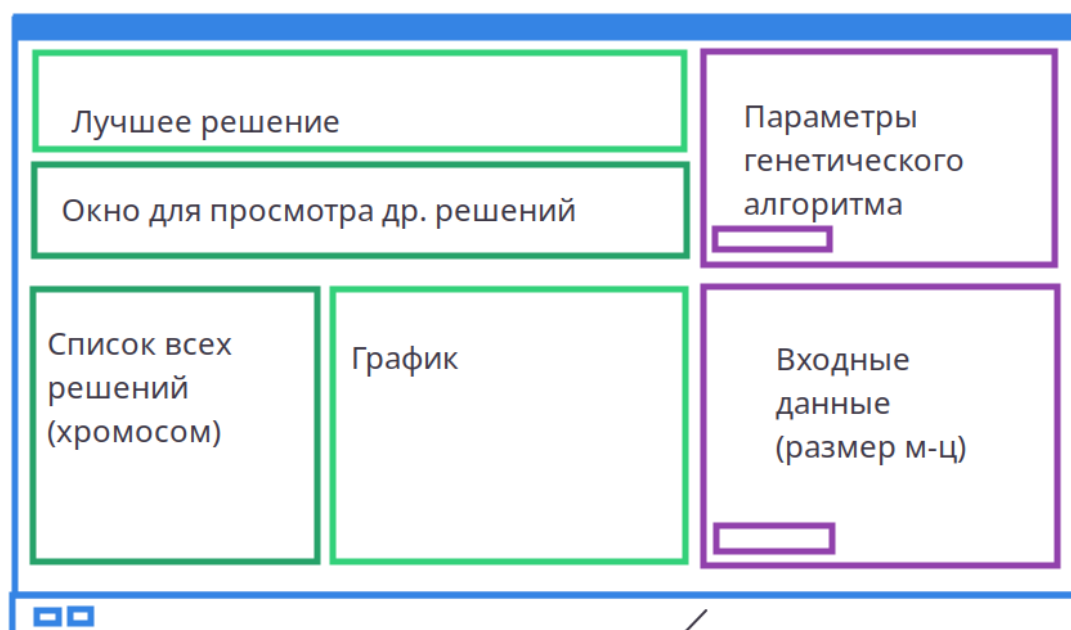 Лучшее решение
Окно для просмотра др. решений
Список всех
решений
(хромосом)
График
Параметры
генетического
алгоритма
Входные
данные
(размер м-ц)